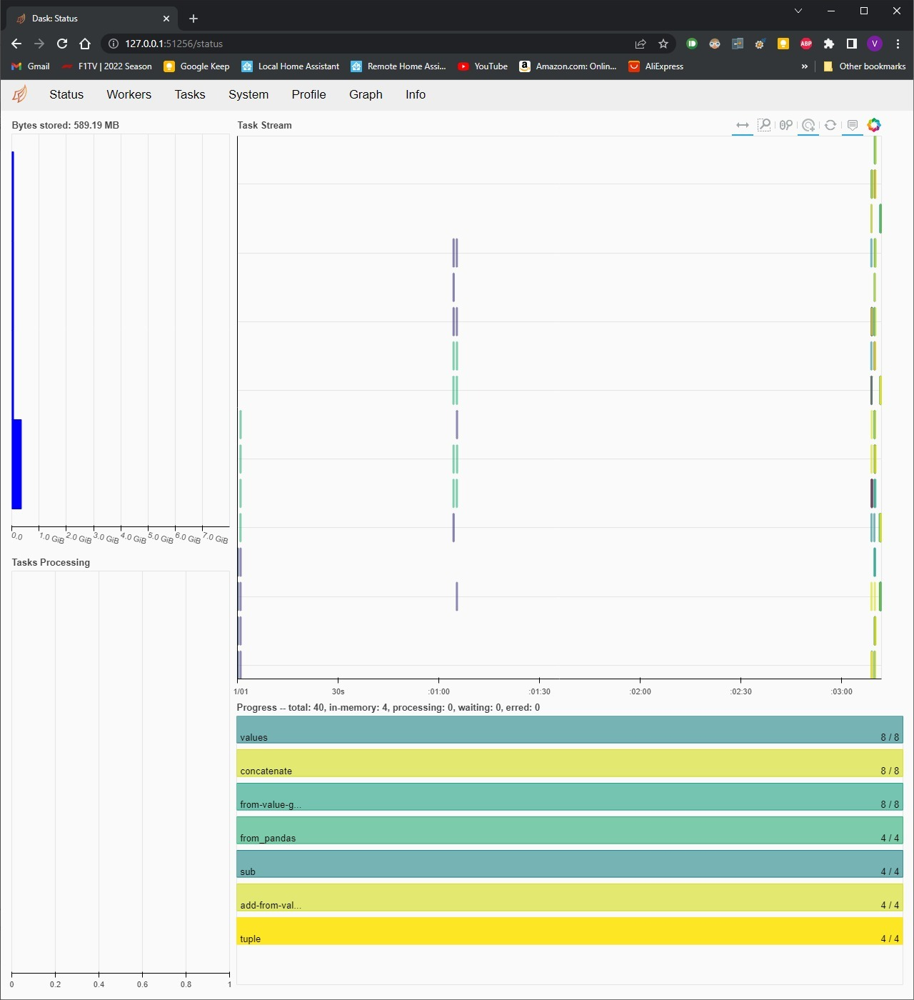 Dask: Status
127.0.0.1:51256/status
ABP
V
Gmail F1TV | 2022 Season Google Keep Local Home Assistant Remote Home Assi... YouTube Amazon.com: Onlin... AliExpress » Other bookmarks
Status Workers Tasks System Profile Graph Info
Bytes stored: 589.19 MB
0.0 1.0 GiB 2.0 GiB 3.0 GiB 4.0 GiB 5.0 GiB 6.0 GiB 7.0 GiB
Tasks Processing
0 0.2 0.4 0.6 0.8 1
Task Stream
1/01 30s :01:00 :01:30 :02:00 :02:30 :03:00
Progress -- total: 40, in-memory: 4, processing: 0, waiting: 0, erred: 0
values 8 / 8
concatenate 8 / 8
from-value-g... 8 / 8
from_pandas 4 / 4
sub 4 / 4
add-from-val... 4 / 4
tuple 4 / 4